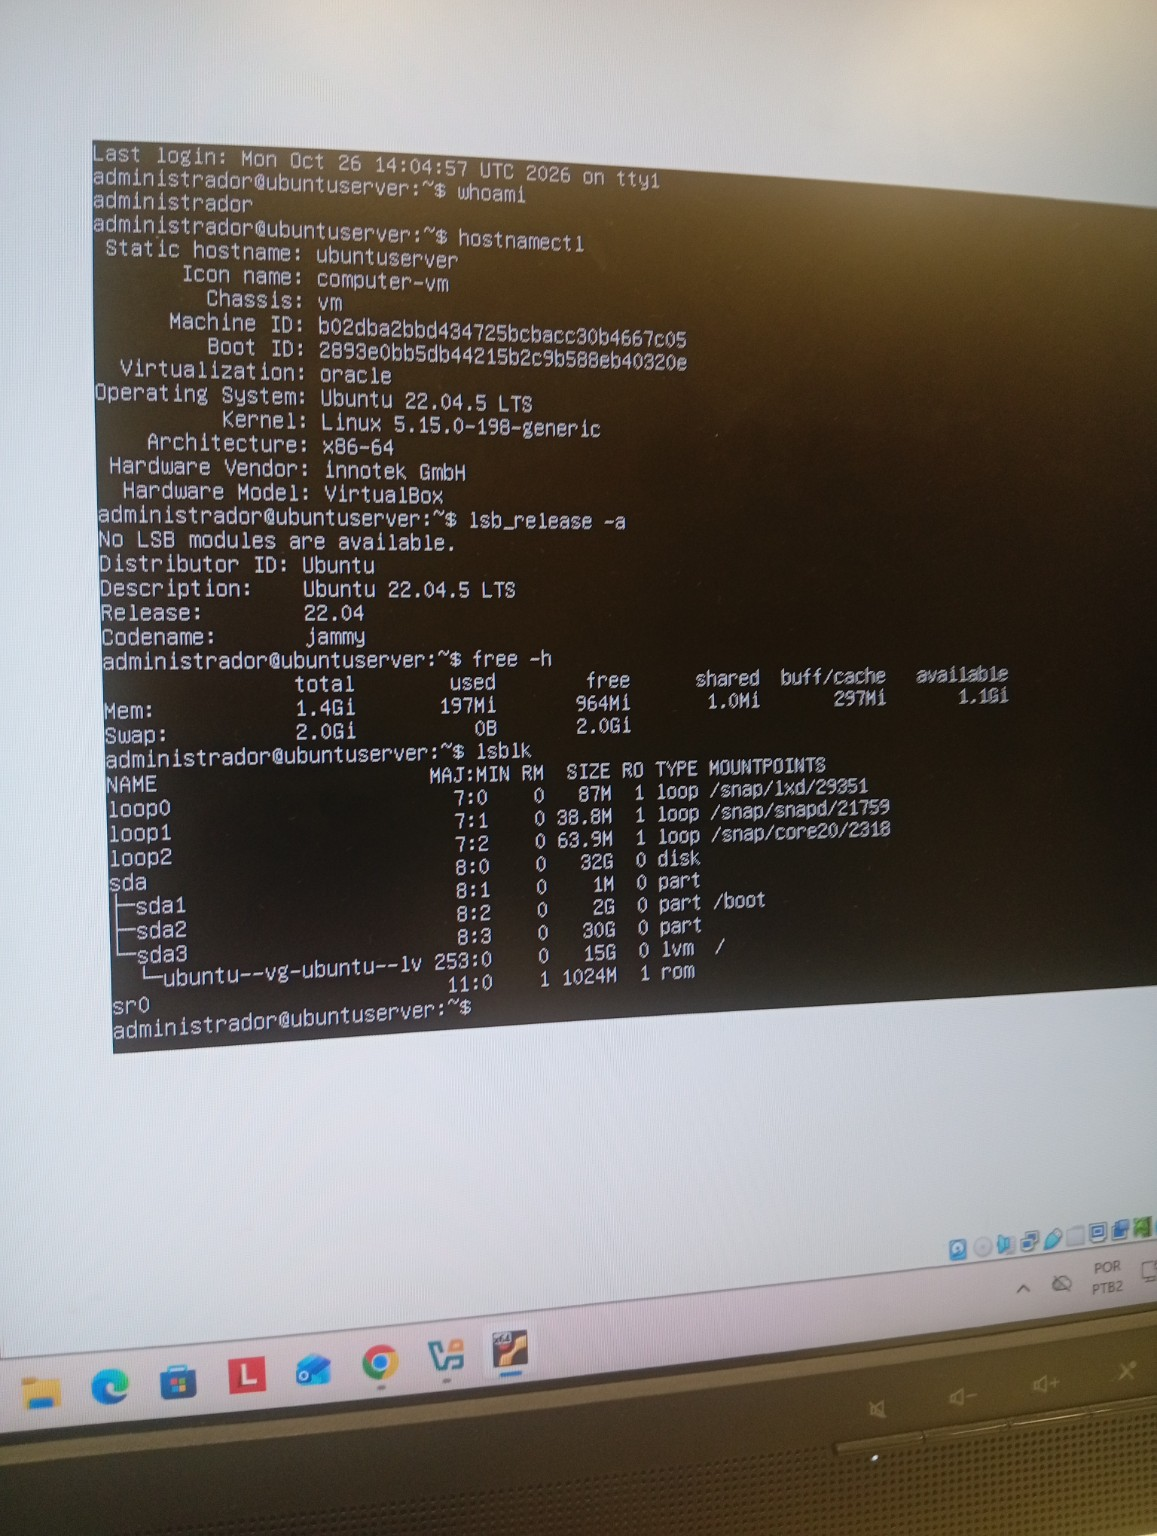 Last login: Mon Oct 26 14:04:57 UTC 2026 on tty1
administrador@ubuntuserver:~$ whoami
administrador
administrador@ubuntuserver:~$ hostnamectl
Static hostname: ubuntuserver
Icon name: computer-vm
Chassis: vm
Machine ID: b02dba2bbd434725bcbacc30b4667c05
Boot ID: 2893e0bb5db44215b2c9b588eb40320e
Virtualization: oracle
Operating System: Ubuntu 22.04.5 LTS
Kernel: Linux 5.15.0-198-generic
Architecture: x86-64
Hardware Vendor: innotek GmbH
Hardware Model: VirtualBox
administrador@ubuntuserver:~$ lsb_release -a
No LSB modules are available.
Distributor ID: Ubuntu
Description: Ubuntu 22.04.5 LTS
Release: 22.04
Codename: jammy
administrador@ubuntuserver:~$ free -h
total used free shared buff/cache available
Mem: 1.4Gi 197Mi 964Mi 1.0Mi 297Mi 1.1Gi
Swap: 2.0Gi 0B 2.0Gi
administrador@ubuntuserver:~$ lsblk
NAME MAJ:MIN RM SIZE RO TYPE MOUNTPOINTS
loop0 7:0 0 87M 1 loop /snap/lxd/29351
loop1 7:1 0 38.8M 1 loop /snap/snapd/21759
loop2 7:2 0 63.9M 1 loop /snap/core20/2318
sda 8:0 0 32G 0 disk
├─sda1 8:1 0 1M 0 part
├─sda2 8:2 0 2G 0 part /boot
└─sda3 8:3 0 30G 0 part
└─ubuntu--vg-ubuntu--lv 253:0 0 15G 0 lvm /
sr0 11:0 1 1024M 1 rom
administrador@ubuntuserver:~$
POR
PTB2
L